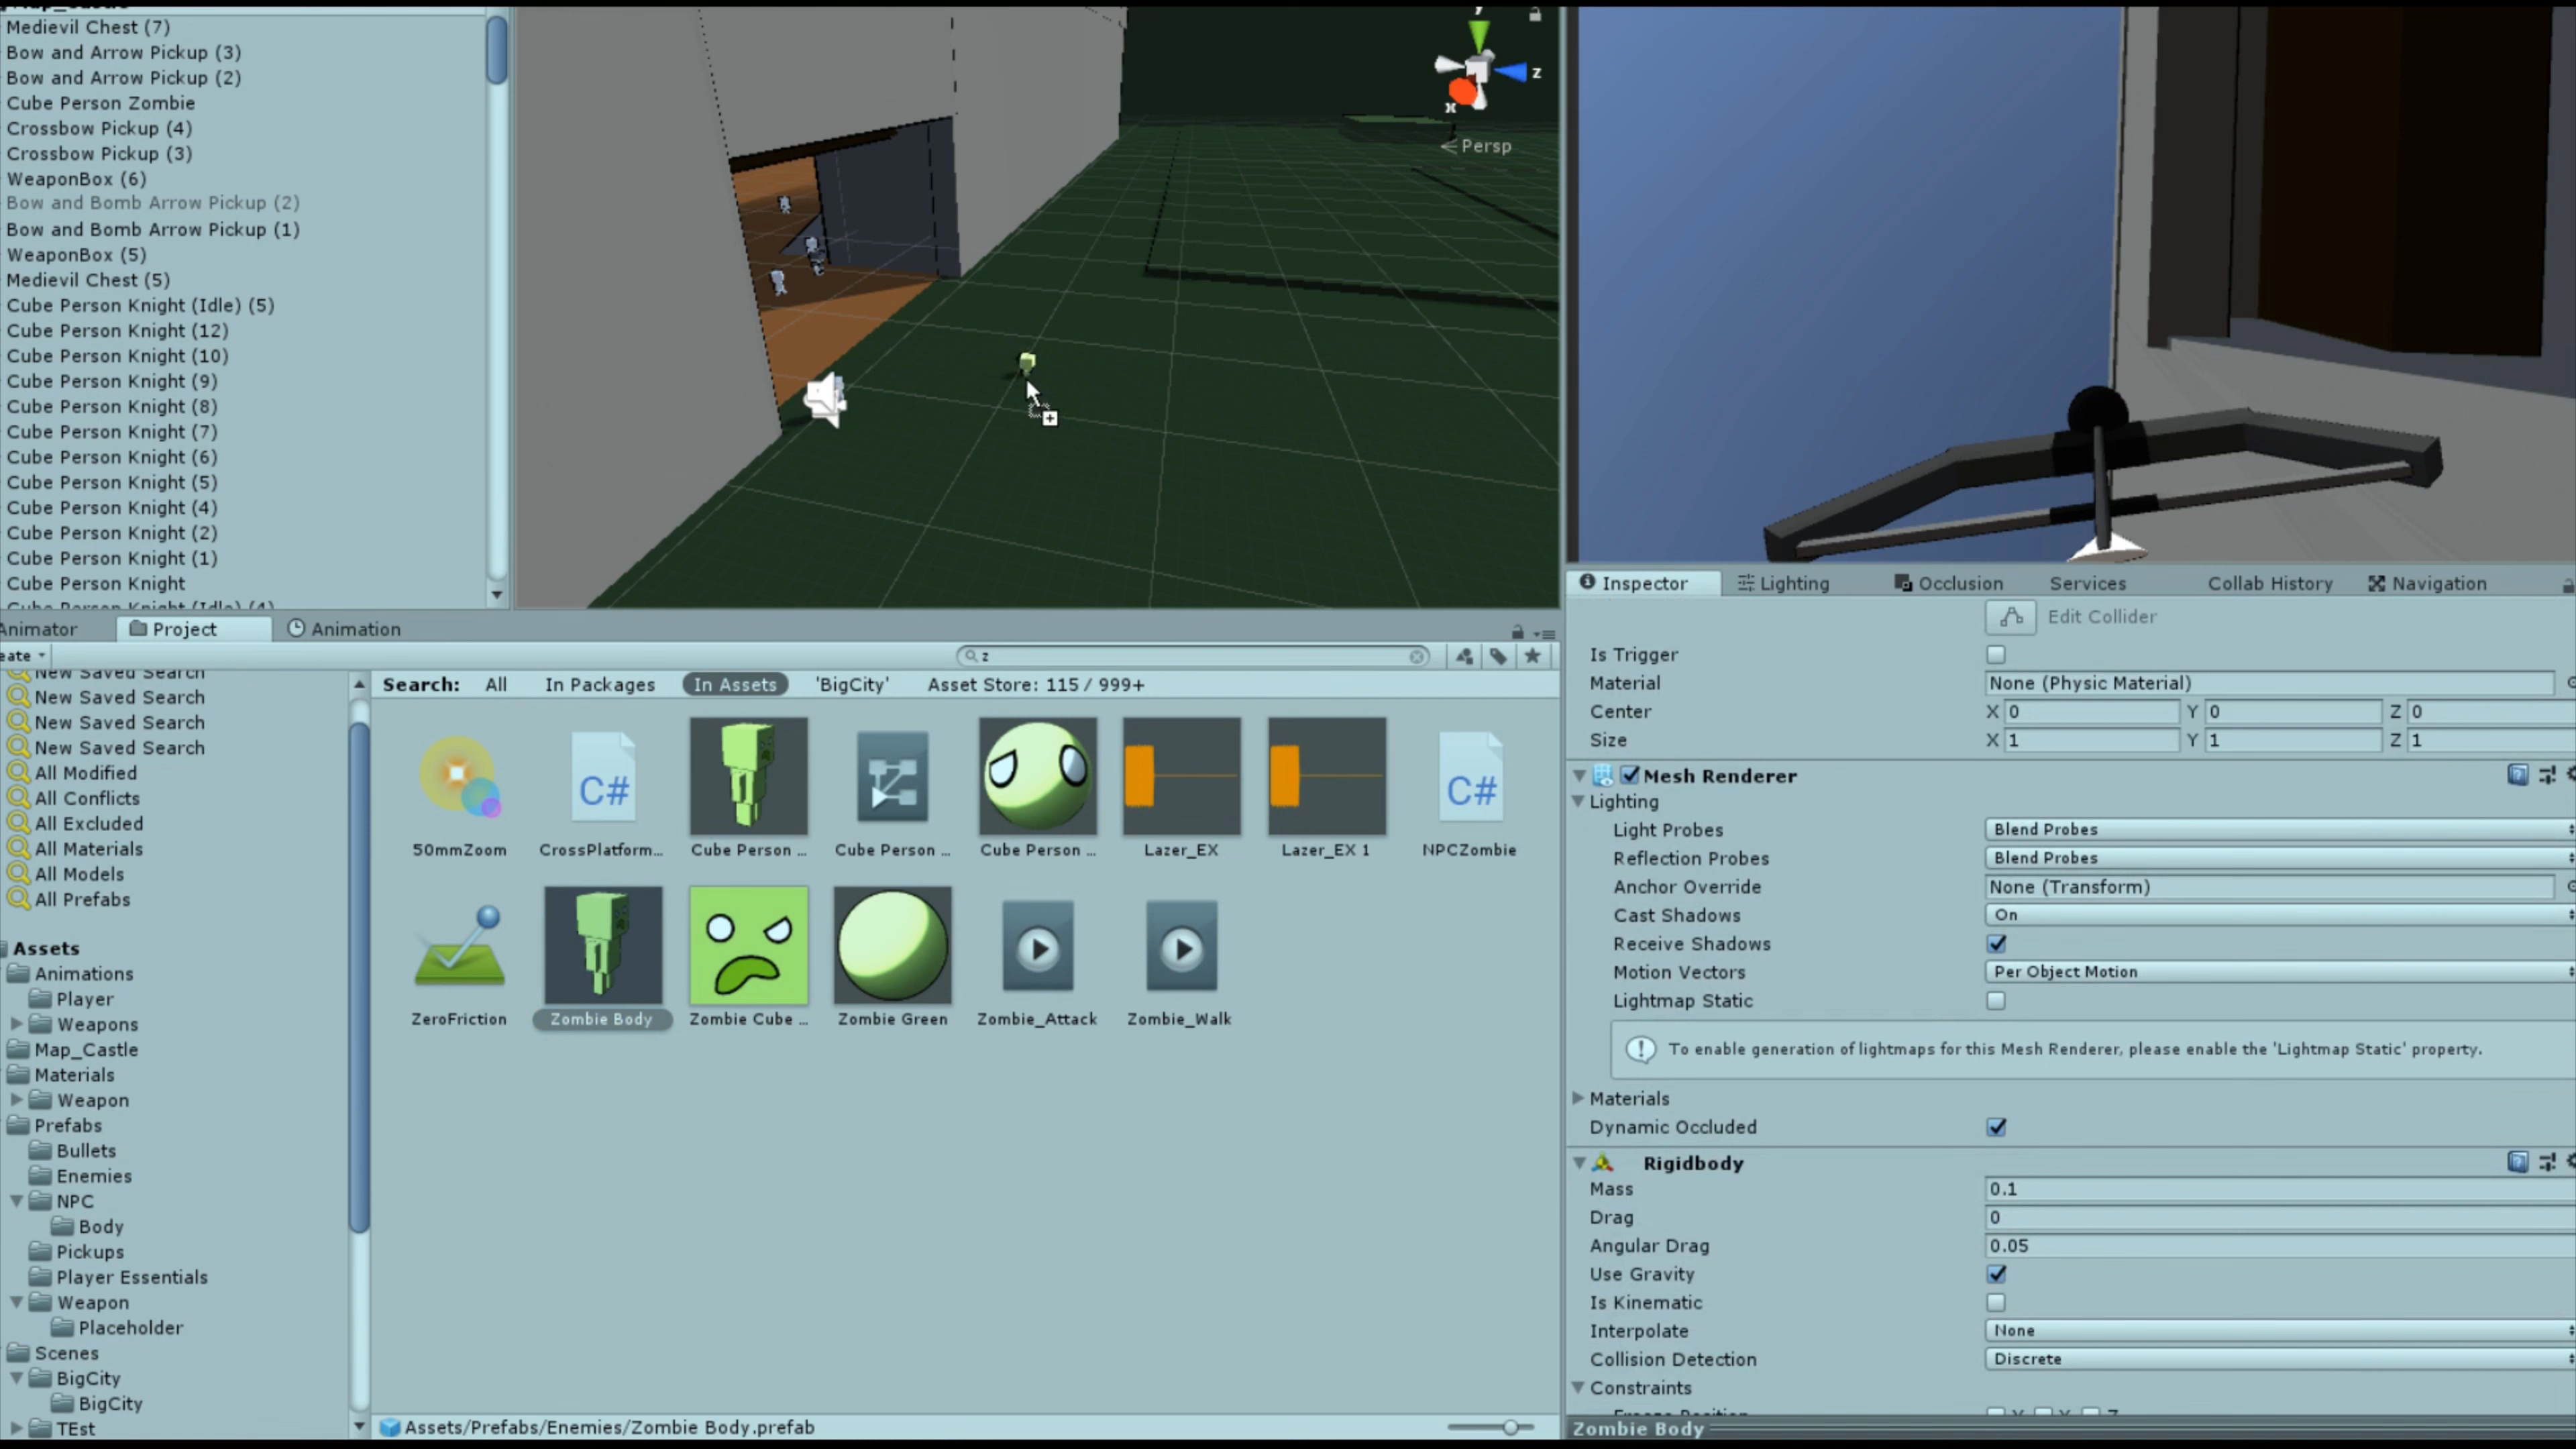 Map_Castle
Medievil Chest (7)
Bow and Arrow Pickup (3)
Bow and Arrow Pickup (2)
Cube Person Zombie
Crossbow Pickup (4)
Crossbow Pickup (3)
WeaponBox (6)
Bow and Bomb Arrow Pickup (2)
Bow and Bomb Arrow Pickup (1)
WeaponBox (5)
Medievil Chest (5)
Cube Person Knight (Idle) (5)
Cube Person Knight (12)
Cube Person Knight (10)
Cube Person Knight (9)
Cube Person Knight (8)
Cube Person Knight (7)
Cube Person Knight (6)
Cube Person Knight (5)
Cube Person Knight (4)
Cube Person Knight (2)
Cube Person Knight (1)
Cube Person Knight
Cube Person Knight (Idle) (4)
y
z
x
Persp
Animator
Project
Animation
eate
z
New Saved Search
New Saved Search
New Saved Search
New Saved Search
All Modified
All Conflicts
All Excluded
All Materials
All Models
All Prefabs
Assets
Animations
Player
Weapons
Map_Castle
Materials
Weapon
Prefabs
Bullets
Enemies
NPC
Body
Pickups
Player Essentials
Weapon
Placeholder
Scenes
BigCity
BigCity
TEst
Search: All In Packages In Assets 'BigCity' Asset Store: 115 / 999+
C#
C#
50mmZoom CrossPlatform... Cube Person ... Cube Person ... Cube Person ... Lazer_EX Lazer_EX 1 NPCZombie
ZeroFriction Zombie Body Zombie Cube ... Zombie Green Zombie_Attack Zombie_Walk
Assets/Prefabs/Enemies/Zombie Body.prefab
Inspector Lighting Occlusion Services Collab History Navigation
Edit Collider
Is Trigger
Material None (Physic Material)
Center X 0 Y 0 Z 0
Size X 1 Y 1 Z 1
Mesh Renderer
Lighting
Light Probes Blend Probes
Reflection Probes Blend Probes
Anchor Override None (Transform)
Cast Shadows On
Receive Shadows
Motion Vectors Per Object Motion
Lightmap Static
To enable generation of lightmaps for this Mesh Renderer, please enable the 'Lightmap Static' property.
Materials
Dynamic Occluded
Rigidbody
Mass 0.1
Drag 0
Angular Drag 0.05
Use Gravity
Is Kinematic
Interpolate None
Collision Detection Discrete
Constraints
Freeze Position X Y Z
Zombie Body